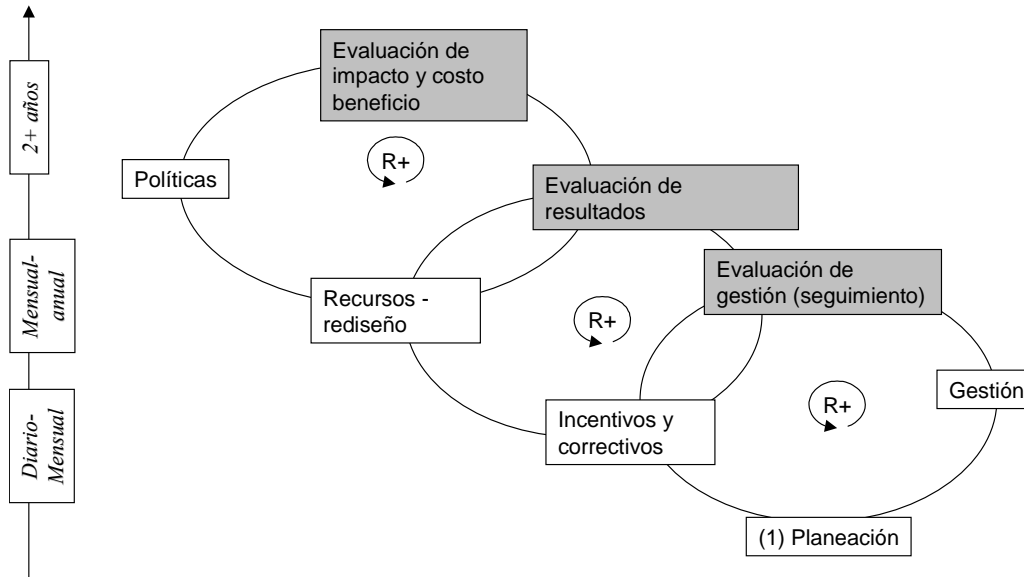 Evaluación de
impacto y costo
beneficio
2+ años
R+
Políticas
Evaluación de
resultados
Mensual-
anual
Recursos -
rediseño
Evaluación de
gestión (seguimiento)
R+
Diario-
Mensual
Gestión
R+
Incentivos y
correctivos
(1) Planeación